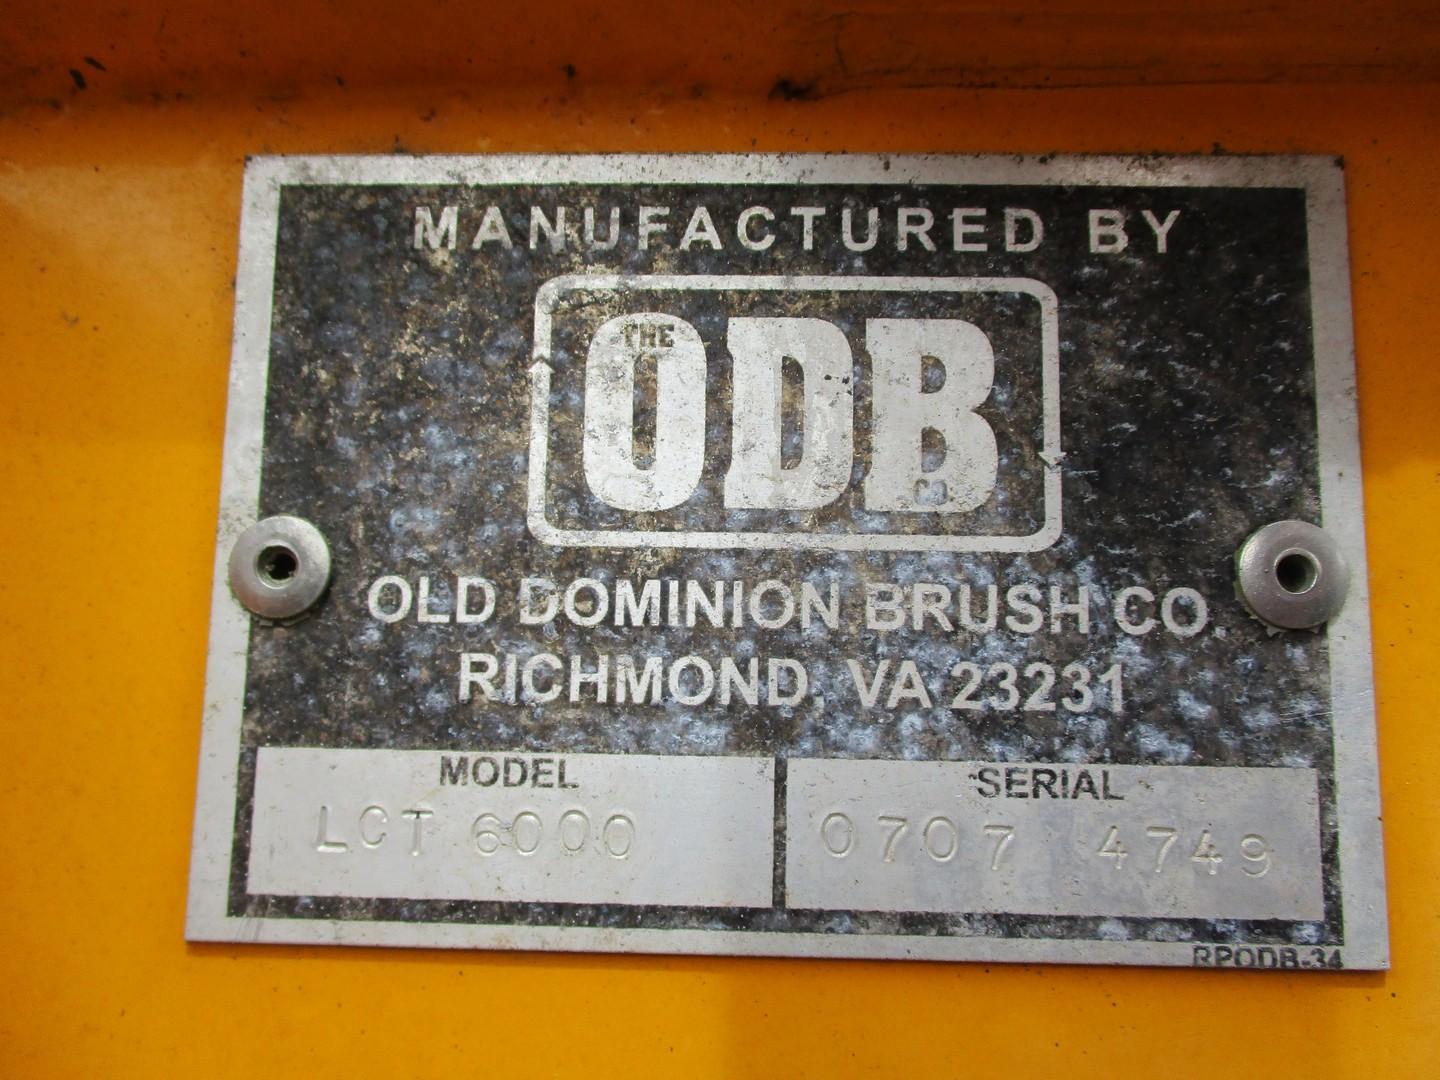 MANUFACTURED BY
THE
ODB
CO
OLD DOMINION BRUSH CO.
RICHMOND, VA 23231
MODEL
LCT 6000
SERIAL
0707 4749
RPODB-34